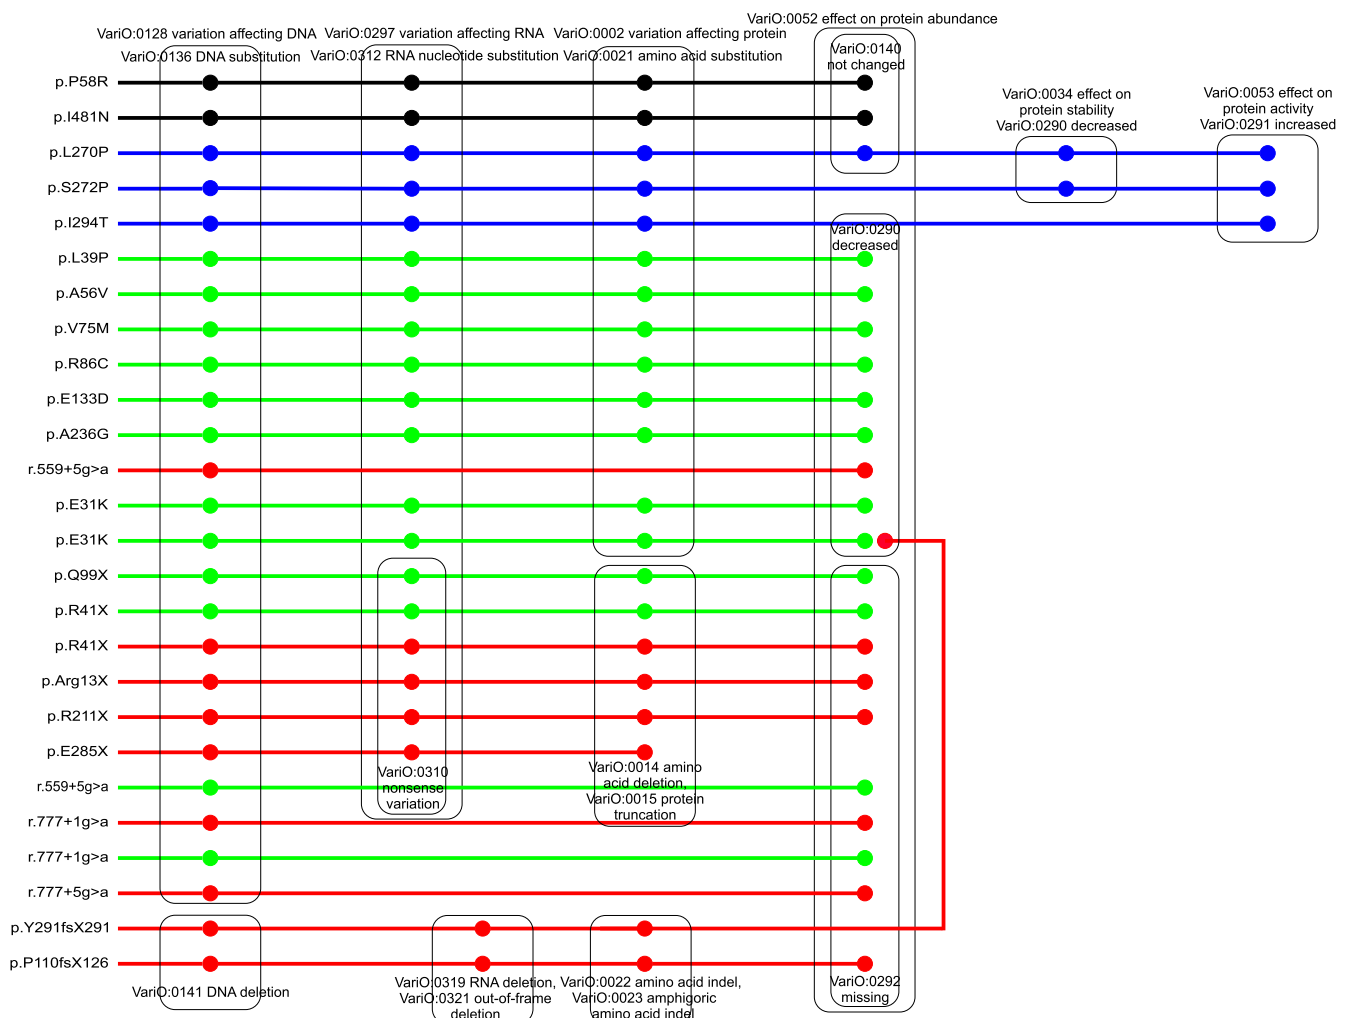 VariO:0052 effect on protein abundance
VariO:0128 variation affecting DNA
VariO:0297 variation affecting RNA
VariO:0002 variation affecting protein
VariO:0136 DNA substitution
VariO:0312 RNA nucleotide substitution
VariO:0021 amino acid substitution
VariO:0140
not changed
VariO:0034 effect on
protein stability
VariO:0290 decreased
VariO:0053 effect on
protein activity
VariO:0291 increased
p.P58R
p.I481N
p.L270P
p.S272P
p.I294T
VariO:0290
decreased
p.L39P
p.A56V
p.V75M
p.R86C
p.E133D
p.A236G
r.559+5g>a
p.E31K
p.E31K
p.Q99X
p.R41X
p.R41X
p.Arg13X
p.R211X
p.E285X
VariO:0310
nonsense
variation
VariO:0014 amino
acid deletion,
VariO:0015 protein
truncation
r.559+5g>a
r.777+1g>a
r.777+1g>a
r.777+5g>a
p.Y291fsX291
p.P110fsX126
VariO:0141 DNA deletion
VariO:0319 RNA deletion,
VariO:0321 out-of-frame
deletion
VariO:0022 amino acid indel,
VariO:0023 amphigoric
amino acid indel
VariO:0292
missing